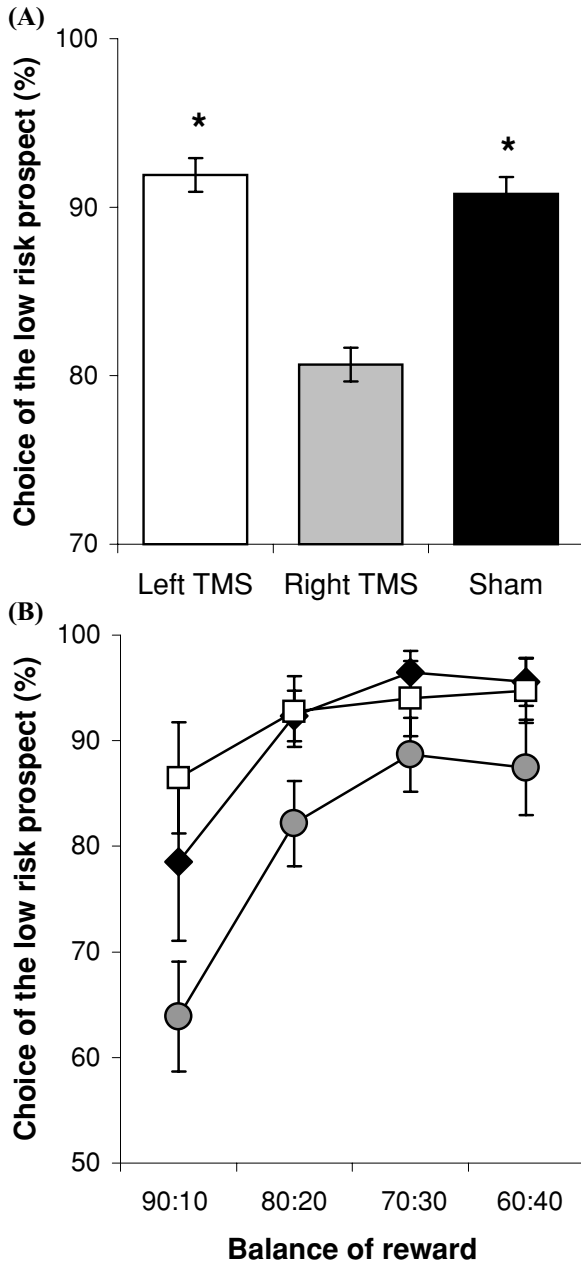 (A)
Choice of the low risk prospect (%)
100
90
80
70
*
*
Left TMS Right TMS Sham
(B)
Choice of the low risk prospect (%)
100
90
80
70
60
50
90:10 80:20 70:30 60:40
Balance of reward